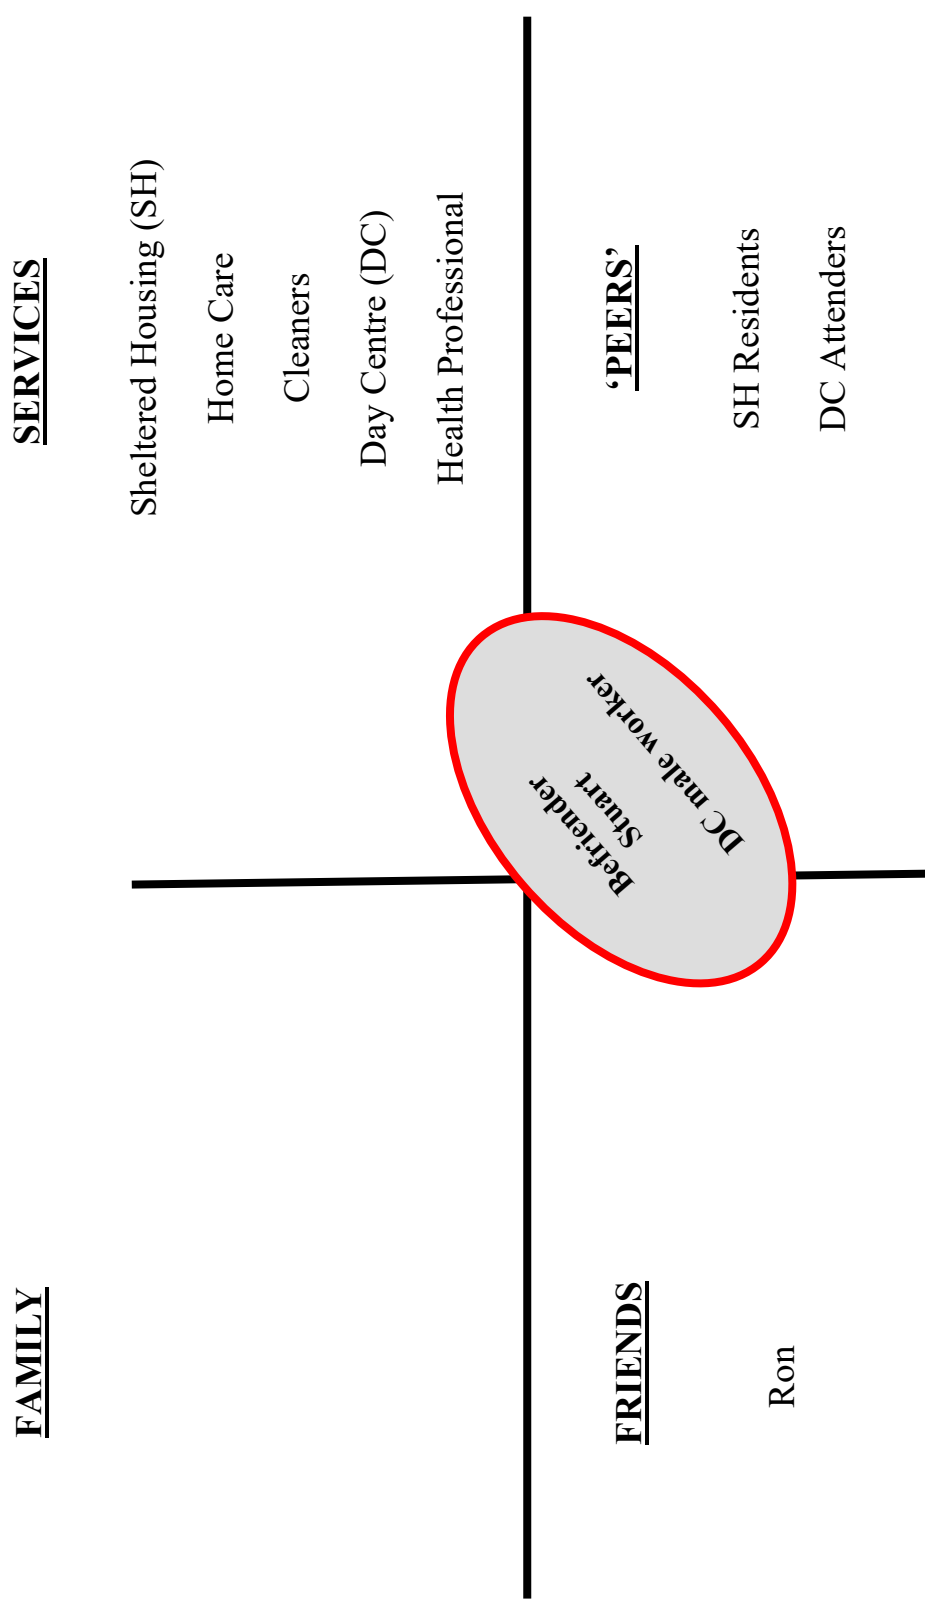 FAMILY
SERVICES
Sheltered Housing (SH)
Home Care
Cleaners
Day Centre (DC)
Health Professional
Befriender
Stuart
DC male worker
FRIENDS
Ron
‘PEERS’
SH Residents
DC Attenders